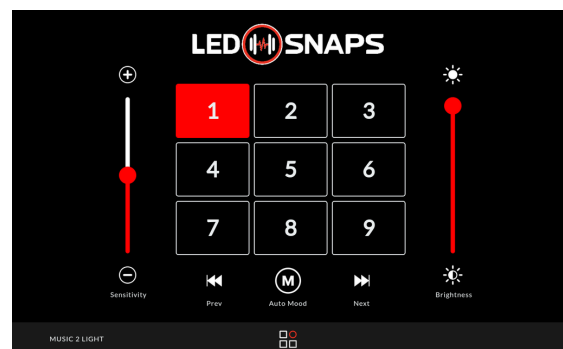 LED SNAPS
1 2 3
4 5 6
7 8 9
M
Sensitivity
Prev
Auto Mood
Next
Brightness
MUSIC 2 LIGHT